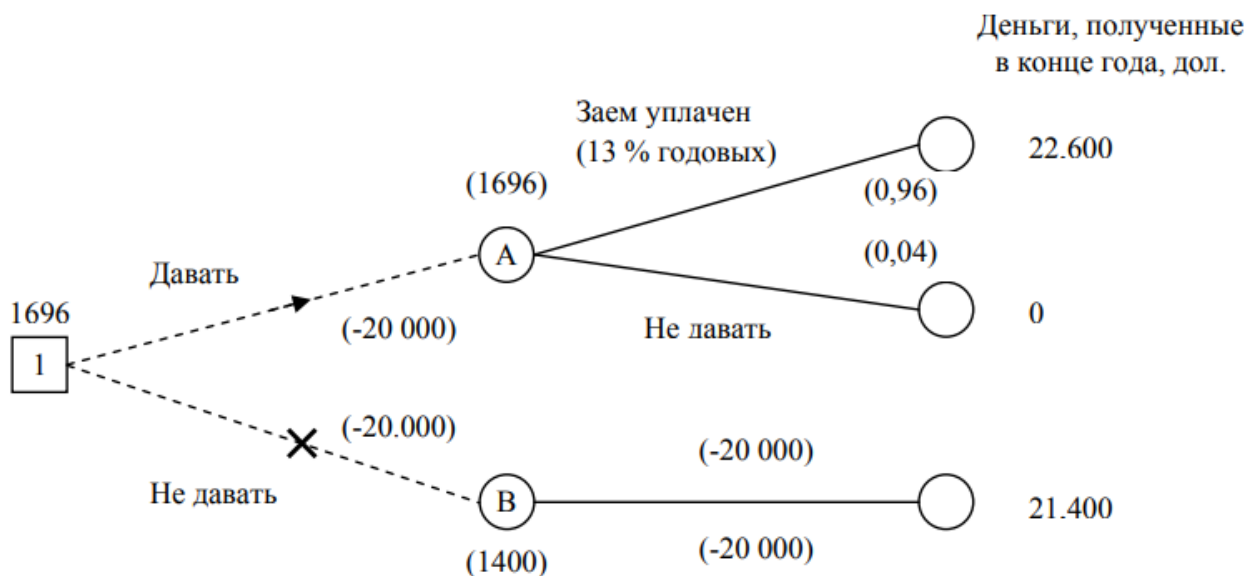 Деньги, полученные
в конце года, дол.
Заем уплачен
(13 % годовых)
22.600
(1696)
(0,96)
A
(0,04)
Давать
1696
(-20 000)
Не давать
0
1
(-20.000)
(-20 000)
Не давать
B
21.400
(1400)
(-20 000)